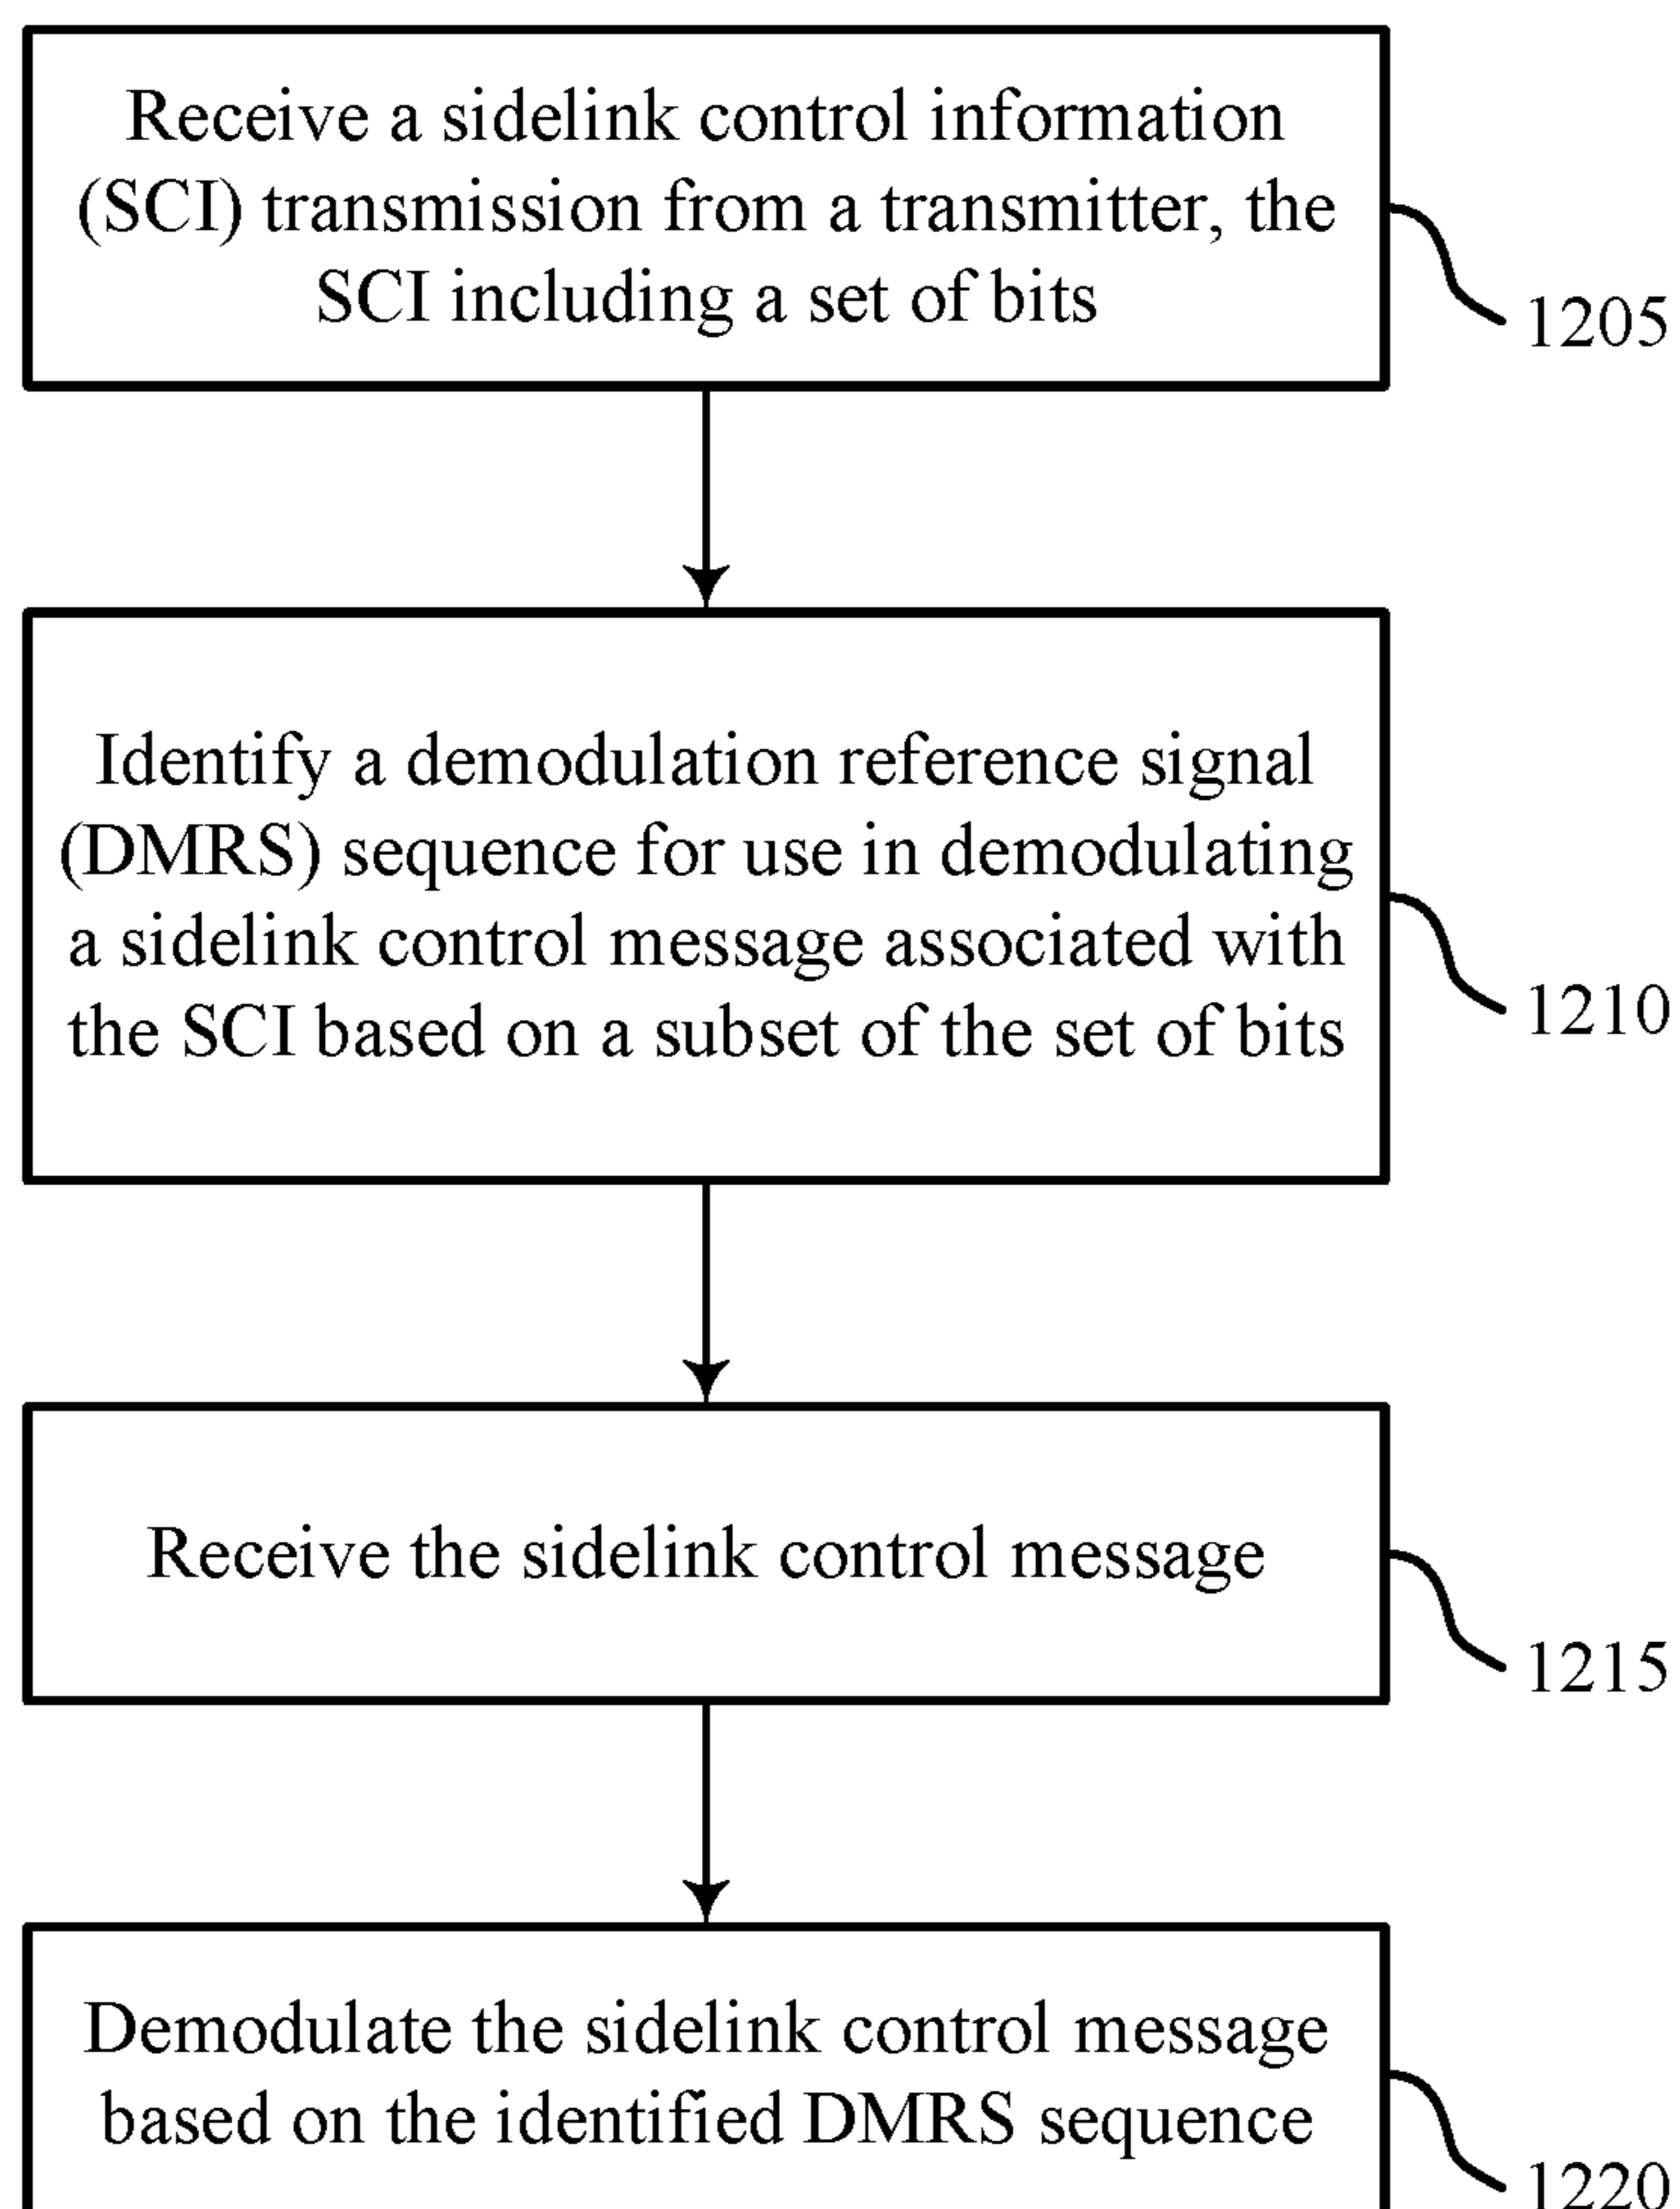 Receive a sidelink control information
(SCI) transmission from a transmitter, the
SCI including a set of bits
1205
Identify a demodulation reference signal
(DMRS) sequence for use in demodulating
a sidelink control message associated with
the SCI based on a subset of the set of bits
1210
Receive the sidelink control message
1215
Demodulate the sidelink control message
based on the identified DMRS sequence
1220